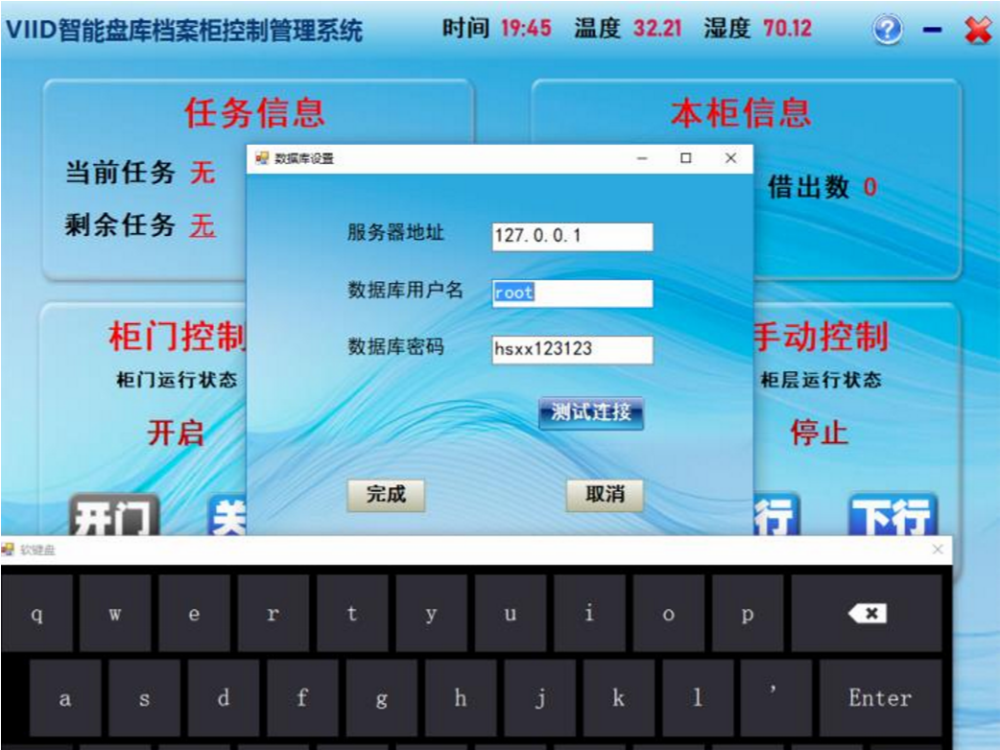 VIID智能盘库档案柜控制管理系统 时间 19:45 温度 32.21 湿度 70.12
任务信息
本柜信息
当前任务 无
剩余任务 无
借出数 0
数据库设置
服务器地址 127.0.0.1
数据库用户名 root
数据库密码 hsxx123123
测试连接
完成 取消
柜门控制
柜门运行状态
开启
开门 关
手动控制
柜层运行状态
停止
行 下行
软键盘
q w e r t y u i o p
a s d f g h j k l ' Enter